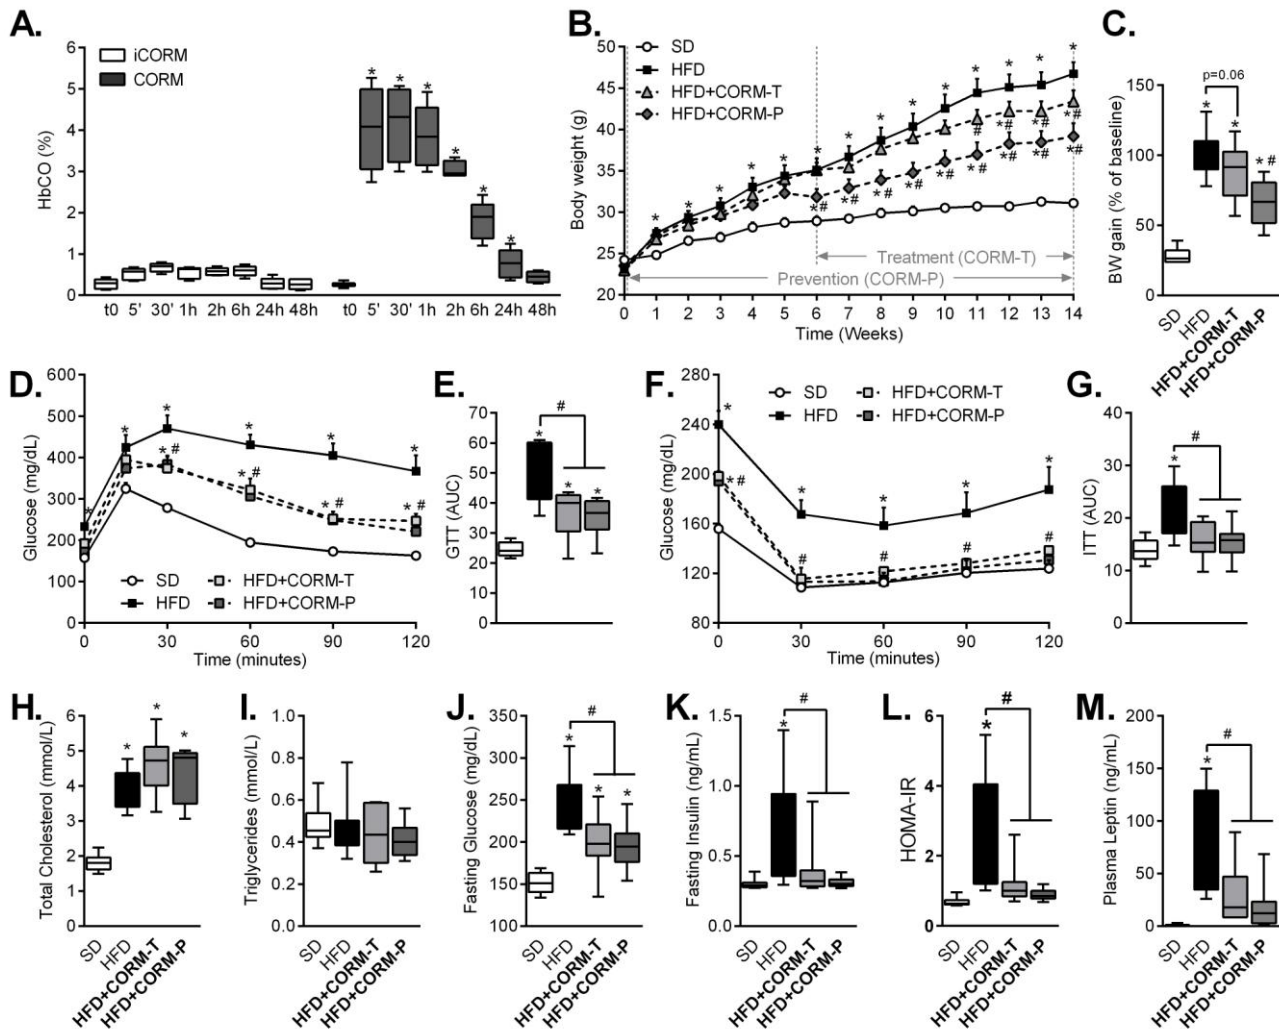 A.
iCORM
CORM
HbCO (%)
6
5
4
3
2
1
0
* * * * * *
t0 5' 30' 1h 2h 6h 24h 48h t0 5' 30' 1h 2h 6h 24h 48h
B.
SD
HFD
HFD+CORM-T
HFD+CORM-P
Body weight (g)
50
45
40
35
30
25
20
* * * * * * * * * * * * * *
# *# *# *#
*# *# *# *# *# *# *# *# *#
Treatment (CORM-T)
Prevention (CORM-P)
0 1 2 3 4 5 6 7 8 9 10 11 12 13 14
Time (Weeks)
C.
BW gain (% of baseline)
150
100
50
0
p=0.06
* * *#
SD HFD HFD+CORM-T HFD+CORM-P
D.
Glucose (mg/dL)
600
500
400
300
200
100
0
* * * * * *
*# *# *# *#
SD
HFD
HFD+CORM-T
HFD+CORM-P
0 30 60 90 120
Time (minutes)
E.
GTT (AUC)
70
60
50
40
30
20
10
0
#
* * *
F.
Glucose (mg/dL)
280
240
200
160
120
80
SD
HFD
HFD+CORM-T
HFD+CORM-P
* * * * *
*# # # # #
0 30 60 90 120
Time (minutes)
G.
ITT (AUC)
40
30
20
10
0
#
*
H.
Total Cholesterol (mmol/L)
6
5
4
3
2
1
0
* * *
SD HFD HFD+CORM-T HFD+CORM-P
I.
Triglycerides (mmol/L)
1.0
0.8
0.6
0.4
0.2
0.0
SD HFD HFD+CORM-T HFD+CORM-P
J.
Fasting Glucose (mg/dL)
350
300
250
200
150
100
#
* * *
SD HFD HFD+CORM-T HFD+CORM-P
K.
Fasting Insulin (ng/mL)
1.5
1.0
0.5
0.0
#
*
SD HFD HFD+CORM-T HFD+CORM-P
L.
HOMA-IR
6
4
2
0
#
*
SD HFD HFD+CORM-T HFD+CORM-P
M.
Plasma Leptin (ng/mL)
200
150
100
50
0
#
*
SD HFD HFD+CORM-T HFD+CORM-P